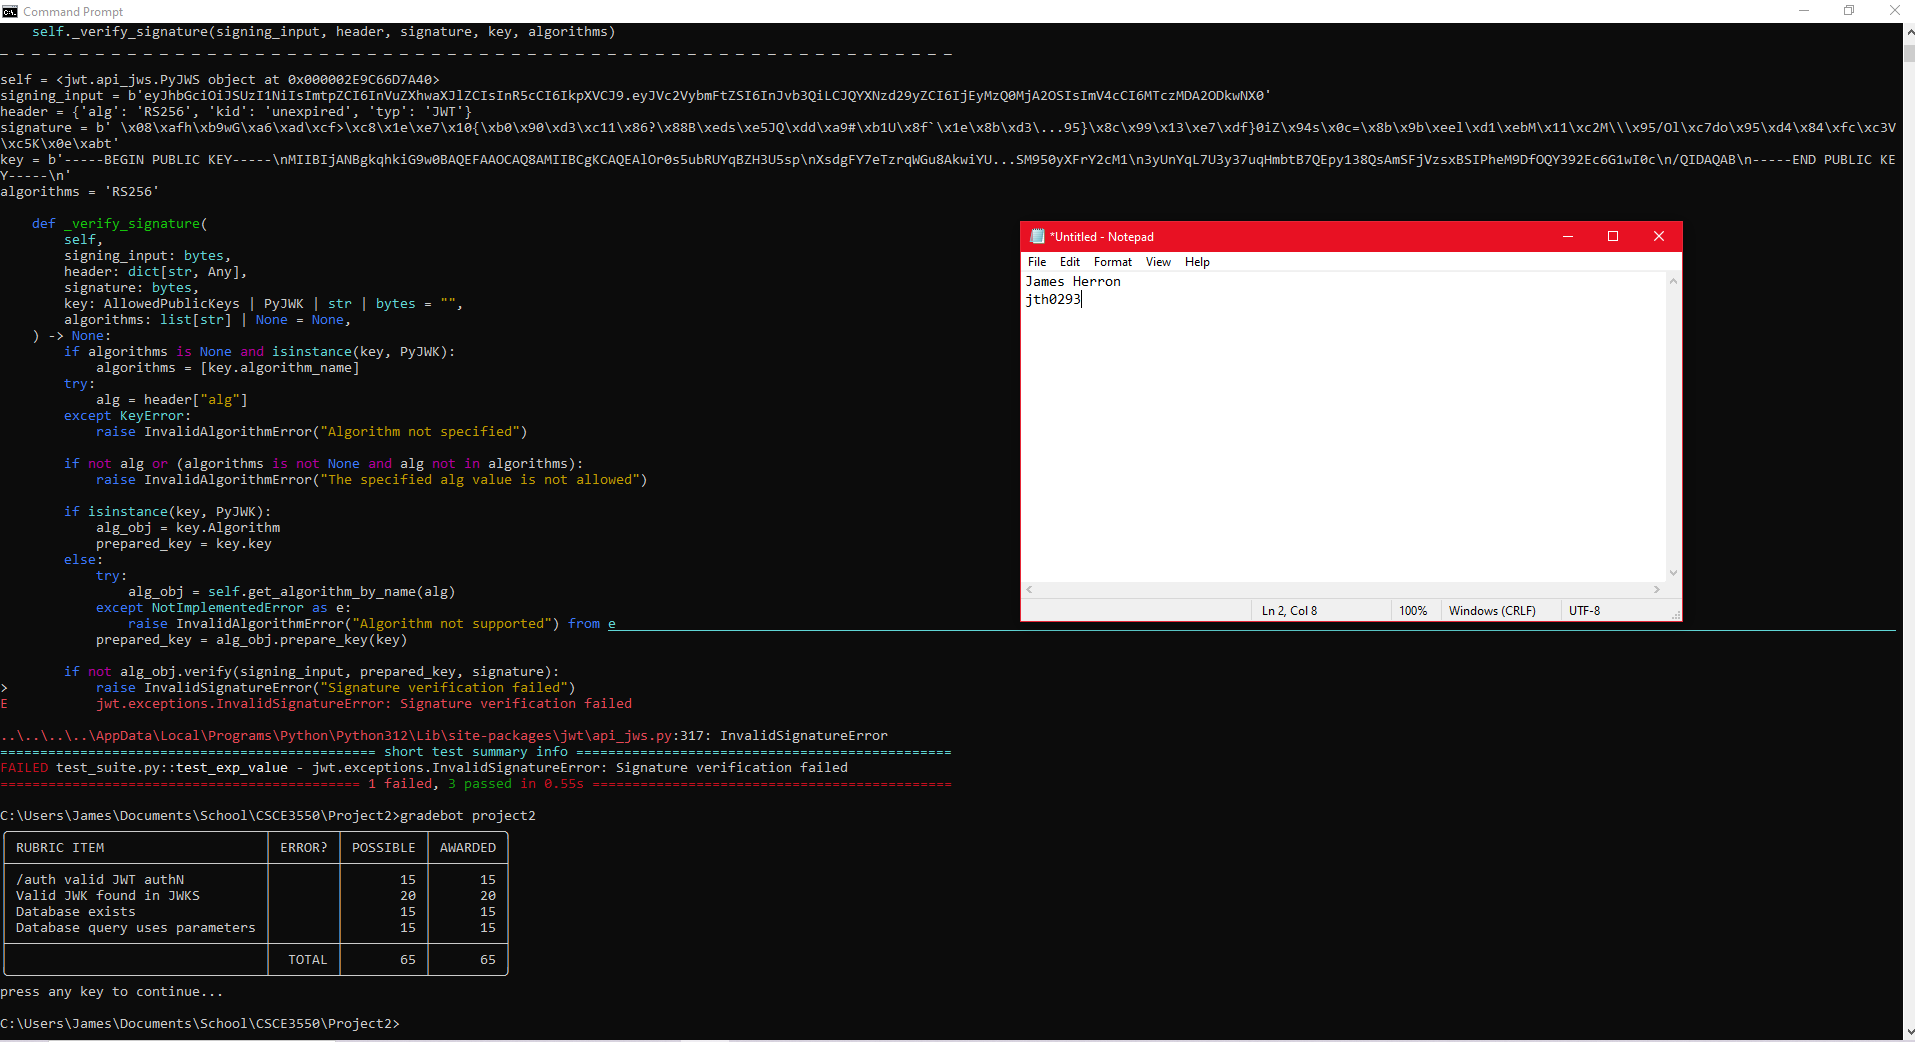 Command Prompt
    self._verify_signature(signing_input, header, signature, key, algorithms)
_ _ _ _ _ _ _ _ _ _ _ _ _ _ _ _ _ _ _ _ _ _ _ _ _ _ _ _ _ _ _ _ _ _ _ _ _ _ _ _ _ _ _ _ _ _ _ _ _ _ _ _ _ _ _ _ _ _ _ _
self = <jwt.api_jws.PyJWS object at 0x000002E9C66D7A40>
signing_input = b'eyJhbGciOiJSUzI1NiIsImtpZCI6InVuZXhwaXJlZCIsInR5cCI6IkpXVCJ9.eyJVc2VybmFtZSI6InJvb3QiLCJQYXNzd29yZCI6IjEyMzQ0MjA2OSIsImV4cCI6MTczMDA2ODkwNX0'
header = {'alg': 'RS256', 'kid': 'unexpired', 'typ': 'JWT'}
signature = b' \x08\xafh\xb9wG\xa6\xad\xcf>\xc8\x1e\xe7\x10{\xb0\x90\xd3\xc11\x86?\x88B\xeds\xe5JQ\xdd\xa9#\xb1U\x8f`\x1e\x8b\xd3\...95}\x8c\x99\x13\xe7\xdf}0iZ\x94s\x0c=\x8b\x9b\xeel\xd1\xebM\x11\xc2M\\\x95/Ol\xc7do\x95\xd4\x84\xfc\xc3V
\xc5K\x0e\xabt'
key = b'-----BEGIN PUBLIC KEY-----\nMIIBIjANBgkqhkiG9w0BAQEFAAOCAQ8AMIIBCgKCAQEAlOr0s5ubRUYqBZH3U5sp\nXsdgFY7eTzrqWGu8AkwiYU...SM950yXFrY2cM1\n3yUnYqL7U3y37uqHmbtB7QEpy138QsAmSFjVzsxBSIPheM9DfOQY392Ec6G1wI0c\n/QIDAQAB\n-----END PUBLIC KE
Y-----\n'
algorithms = 'RS256'
    def _verify_signature(
        self,
        signing_input: bytes,
        header: dict[str, Any],
        signature: bytes,
        key: AllowedPublicKeys | PyJWK | str | bytes = "",
        algorithms: list[str] | None = None,
    ) -> None:
        if algorithms is None and isinstance(key, PyJWK):
            algorithms = [key.algorithm_name]
        try:
            alg = header["alg"]
        except KeyError:
            raise InvalidAlgorithmError("Algorithm not specified")
        if not alg or (algorithms is not None and alg not in algorithms):
            raise InvalidAlgorithmError("The specified alg value is not allowed")
        if isinstance(key, PyJWK):
            alg_obj = key.Algorithm
            prepared_key = key.key
        else:
            try:
                alg_obj = self.get_algorithm_by_name(alg)
            except NotImplementedError as e:
                raise InvalidAlgorithmError("Algorithm not supported") from e
            prepared_key = alg_obj.prepare_key(key)
        if not alg_obj.verify(signing_input, prepared_key, signature):
>           raise InvalidSignatureError("Signature verification failed")
E           jwt.exceptions.InvalidSignatureError: Signature verification failed
..\..\..\..\AppData\Local\Programs\Python\Python312\Lib\site-packages\jwt\api_jws.py:317: InvalidSignatureError
=============================================== short test summary info ===============================================
FAILED test_suite.py::test_exp_value - jwt.exceptions.InvalidSignatureError: Signature verification failed
============================================= 1 failed, 3 passed in 0.55s =============================================
C:\Users\James\Documents\School\CSCE3550\Project2>gradebot project2
RUBRIC ITEM ERROR? POSSIBLE AWARDED
/auth valid JWT authN 15 15
Valid JWK found in JWKS 20 20
Database exists 15 15
Database query uses parameters 15 15
TOTAL 65 65
press any key to continue...
C:\Users\James\Documents\School\CSCE3550\Project2>
*Untitled - Notepad
File Edit Format View Help
James Herron
jth0293
Ln 2, Col 8 100% Windows (CRLF) UTF-8